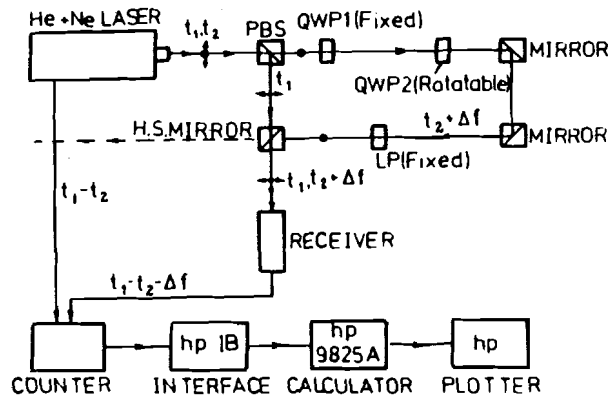 He+Ne LASER
t₁,t₂
PBS
QWP1(Fixed)
MIRROR
QWP2(Rotatable)
t₁
H.S.MIRROR
t₂+Δf
MIRROR
LP(Fixed)
t₁-t₂
t₁,t₂+Δf
RECEIVER
t₁-t₂-Δf
hp IB
hp
9825A
hp
COUNTER
INTERFACE
CALCULATOR
PLOTTER